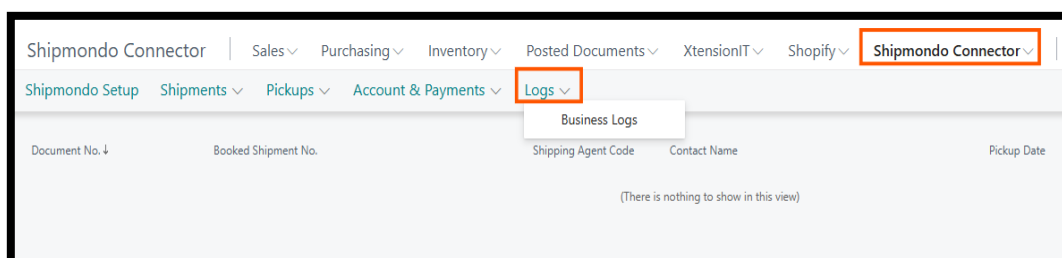 Shipmondo Connector Sales Purchasing Inventory Posted Documents XtensionIT Shopify Shipmondo Connector
Shipmondo Setup Shipments Pickups Account & Payments Logs
Business Logs
Document No. ↓ Booked Shipment No. Shipping Agent Code Contact Name Pickup Date
(There is nothing to show in this view)